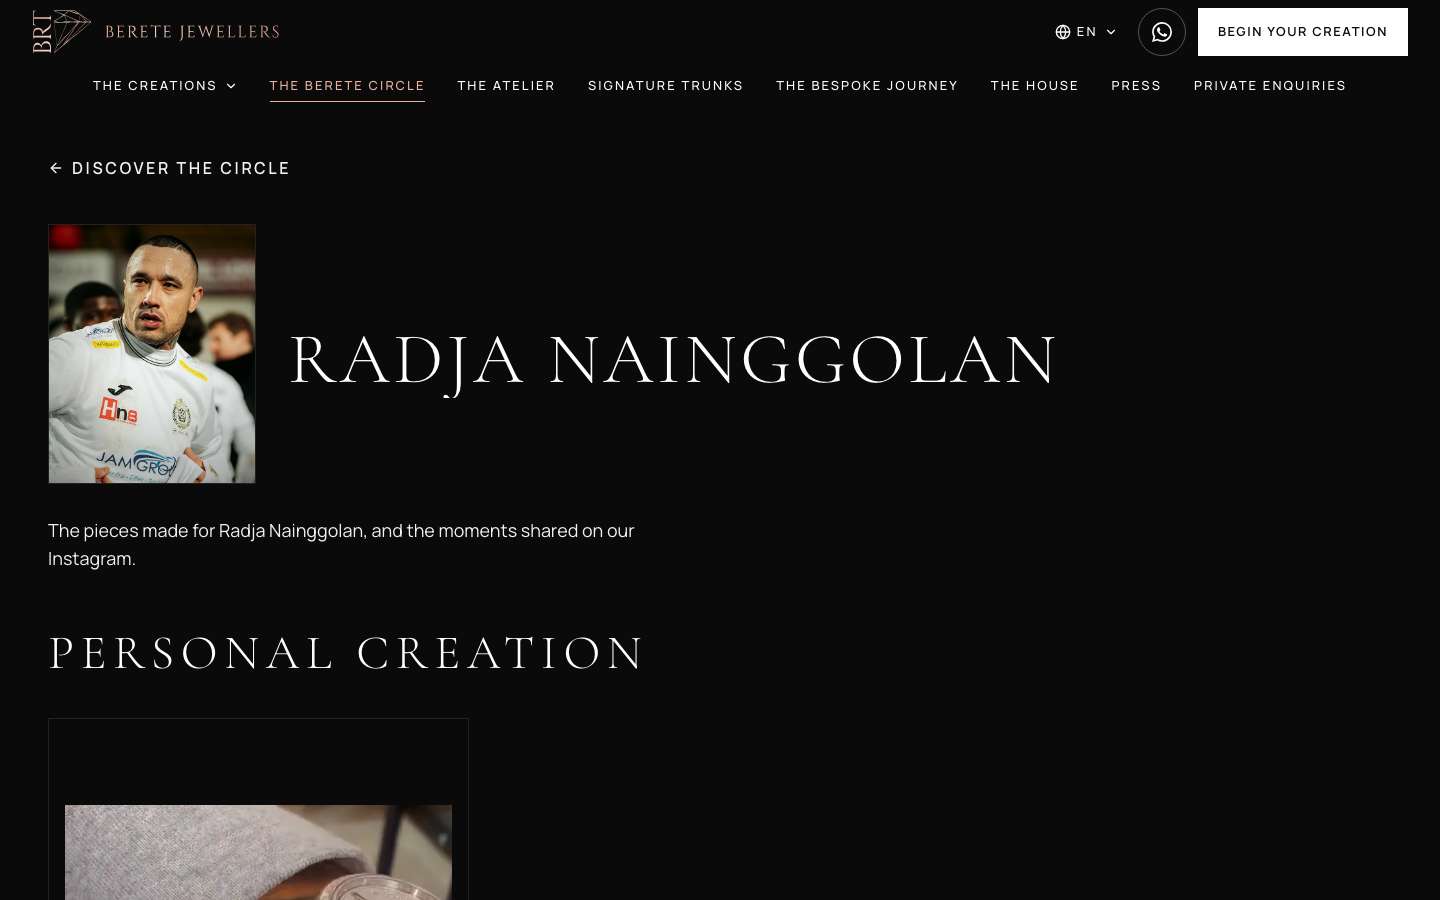 BRT
BERETE JEWELLERS
EN
BEGIN YOUR CREATION
THE CREATIONS
THE BERETE CIRCLE
THE ATELIER
SIGNATURE TRUNKS
THE BESPOKE JOURNEY
THE HOUSE
PRESS
PRIVATE ENQUIRIES
← DISCOVER THE CIRCLE
Hn8
RADJA NAINGGOLAN
The pieces made for Radja Nainggolan, and the moments shared on our
Instagram.
PERSONAL CREATION